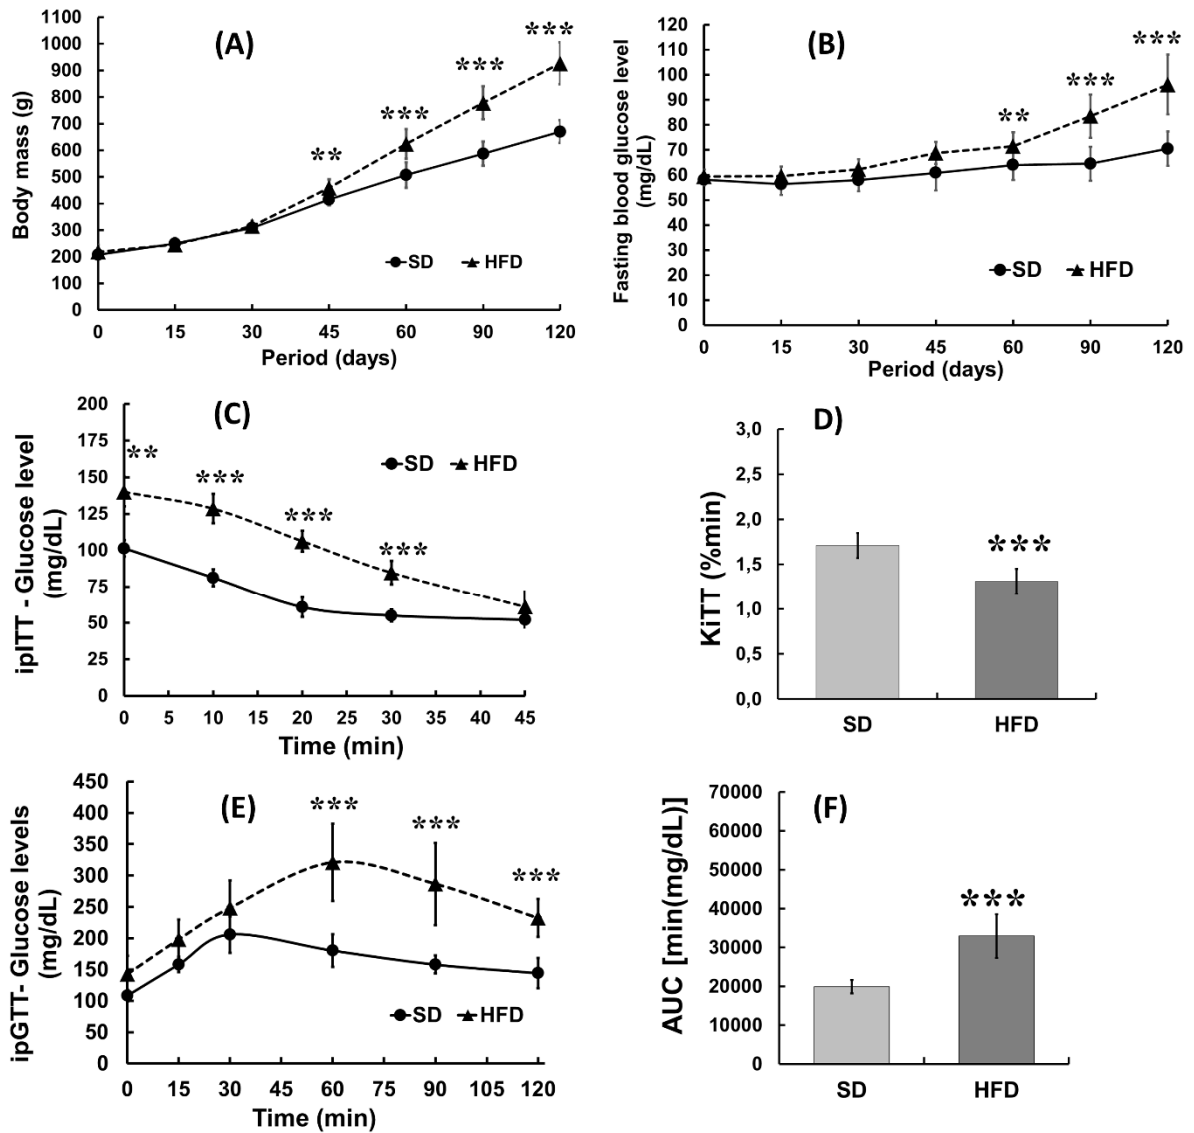 (A)
Body mass (g)
1100
1000
900
800
700
600
500
400
300
200
100
0
** *** *** ***
SD HFD
0 15 30 45 60 90 120
Period (days)
(B)
Fasting blood glucose level
(mg/dL)
120
110
100
90
80
70
60
50
40
30
20
10
0
** *** ***
SD HFD
0 15 30 45 60 90 120
Period (days)
(C)
ipITT - Glucose level
(mg/dL)
200
175
150
125
100
75
50
25
0
** *** *** ***
SD HFD
0 5 10 15 20 25 30 35 40 45
Time (min)
D)
KiTT (%min)
3,0
2,5
2,0
1,5
1,0
0,5
0,0
***
SD HFD
(E)
ipGTT- Glucose levels
(mg/dL)
450
400
350
300
250
200
150
100
50
0
*** *** ***
SD HFD
0 15 30 45 60 75 90 105 120
Time (min)
(F)
AUC [min(mg/dL)]
70000
60000
50000
40000
30000
20000
10000
0
***
SD HFD